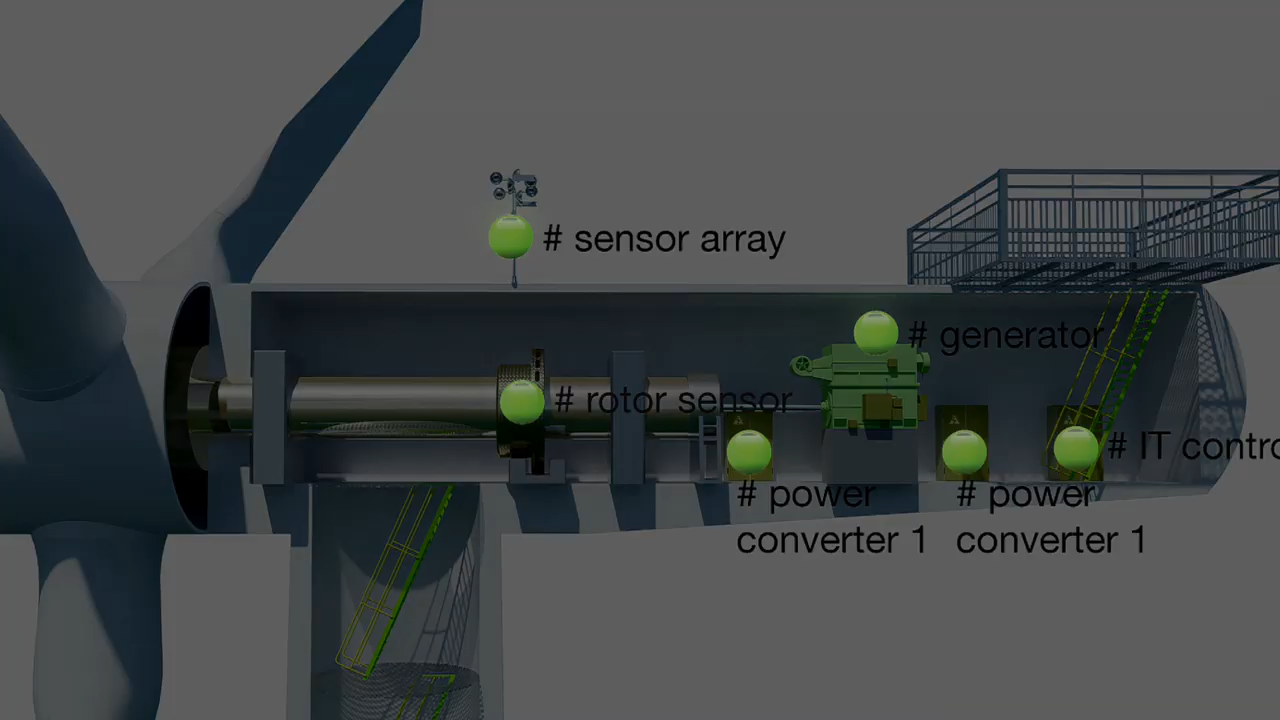 # sensor array
# generator
# rotor sensor
# IT contro
# power
converter 1
# power
converter 1